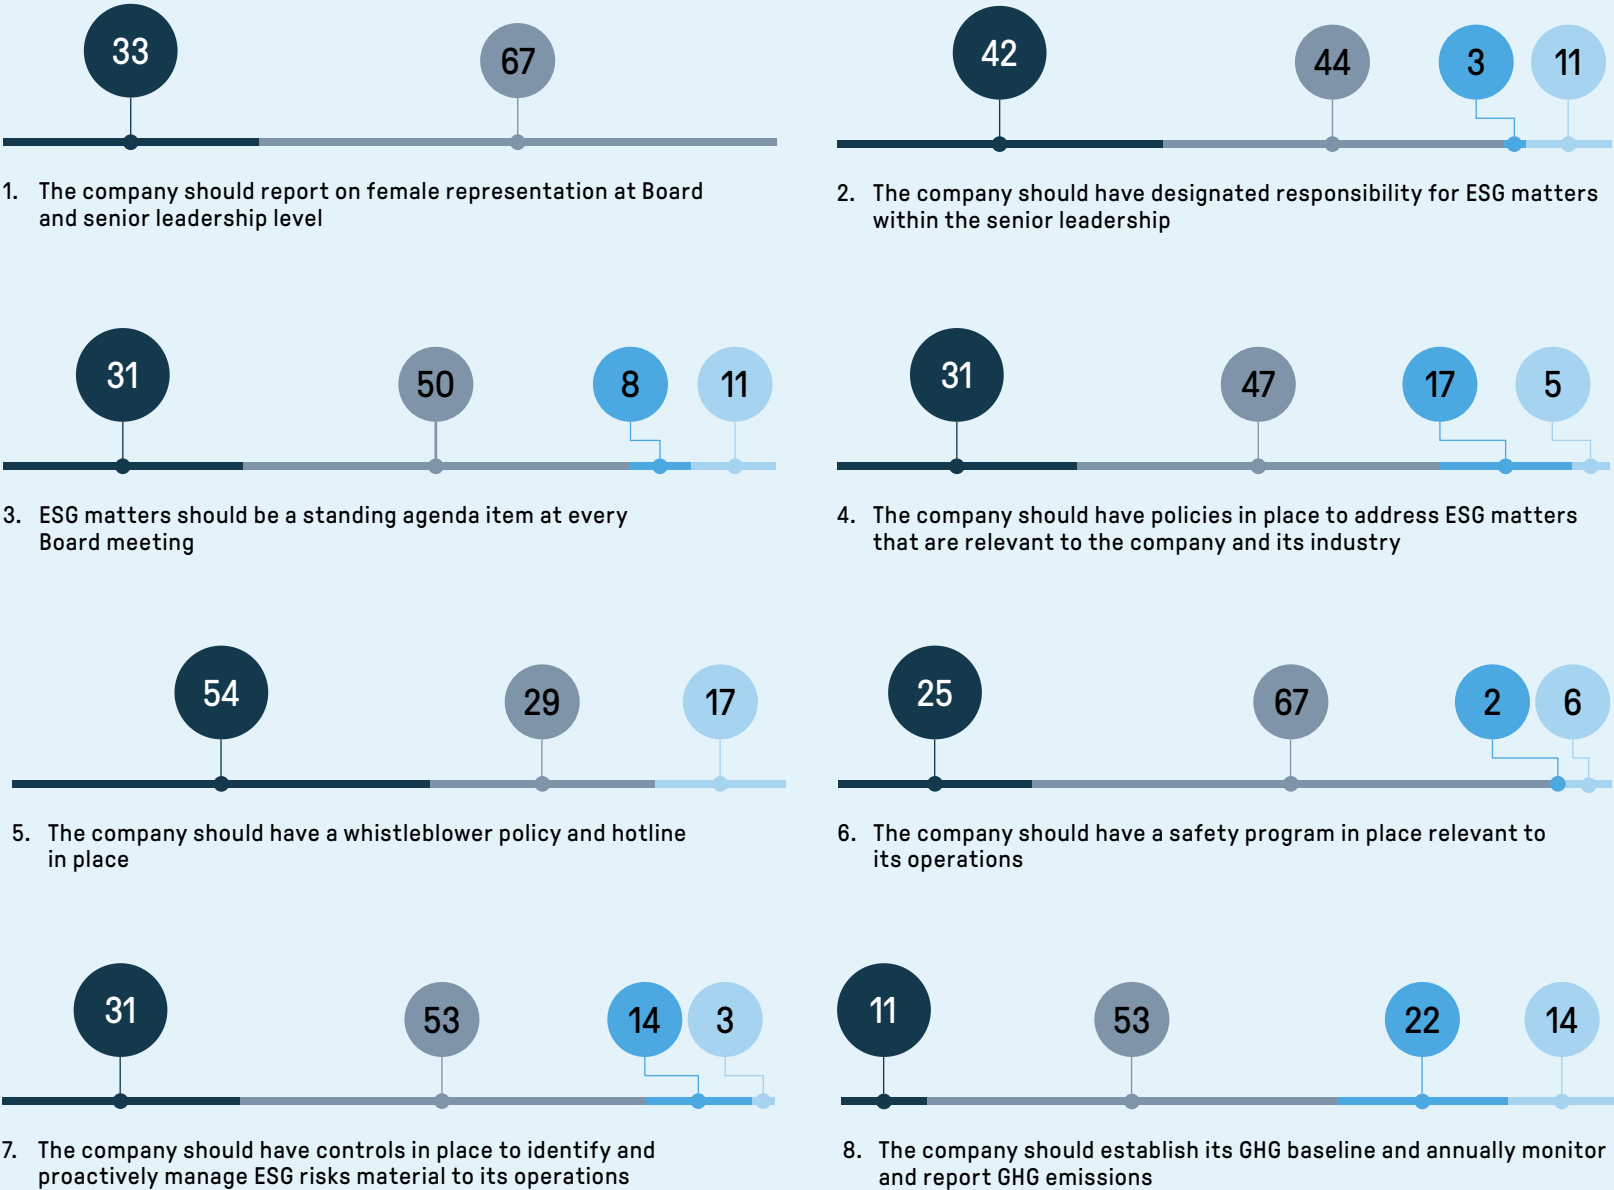 33 67
1. The company should report on female representation at Board
and senior leadership level
42 44 3 11
2. The company should have designated responsibility for ESG matters
within the senior leadership
31 50 8 11
3. ESG matters should be a standing agenda item at every
Board meeting
31 47 17 5
4. The company should have policies in place to address ESG matters
that are relevant to the company and its industry
54 29 17
5. The company should have a whistleblower policy and hotline
in place
25 67 2 6
6. The company should have a safety program in place relevant to
its operations
31 53 14 3
7. The company should have controls in place to identify and
proactively manage ESG risks material to its operations
11 53 22 14
8. The company should establish its GHG baseline and annually monitor
and report GHG emissions